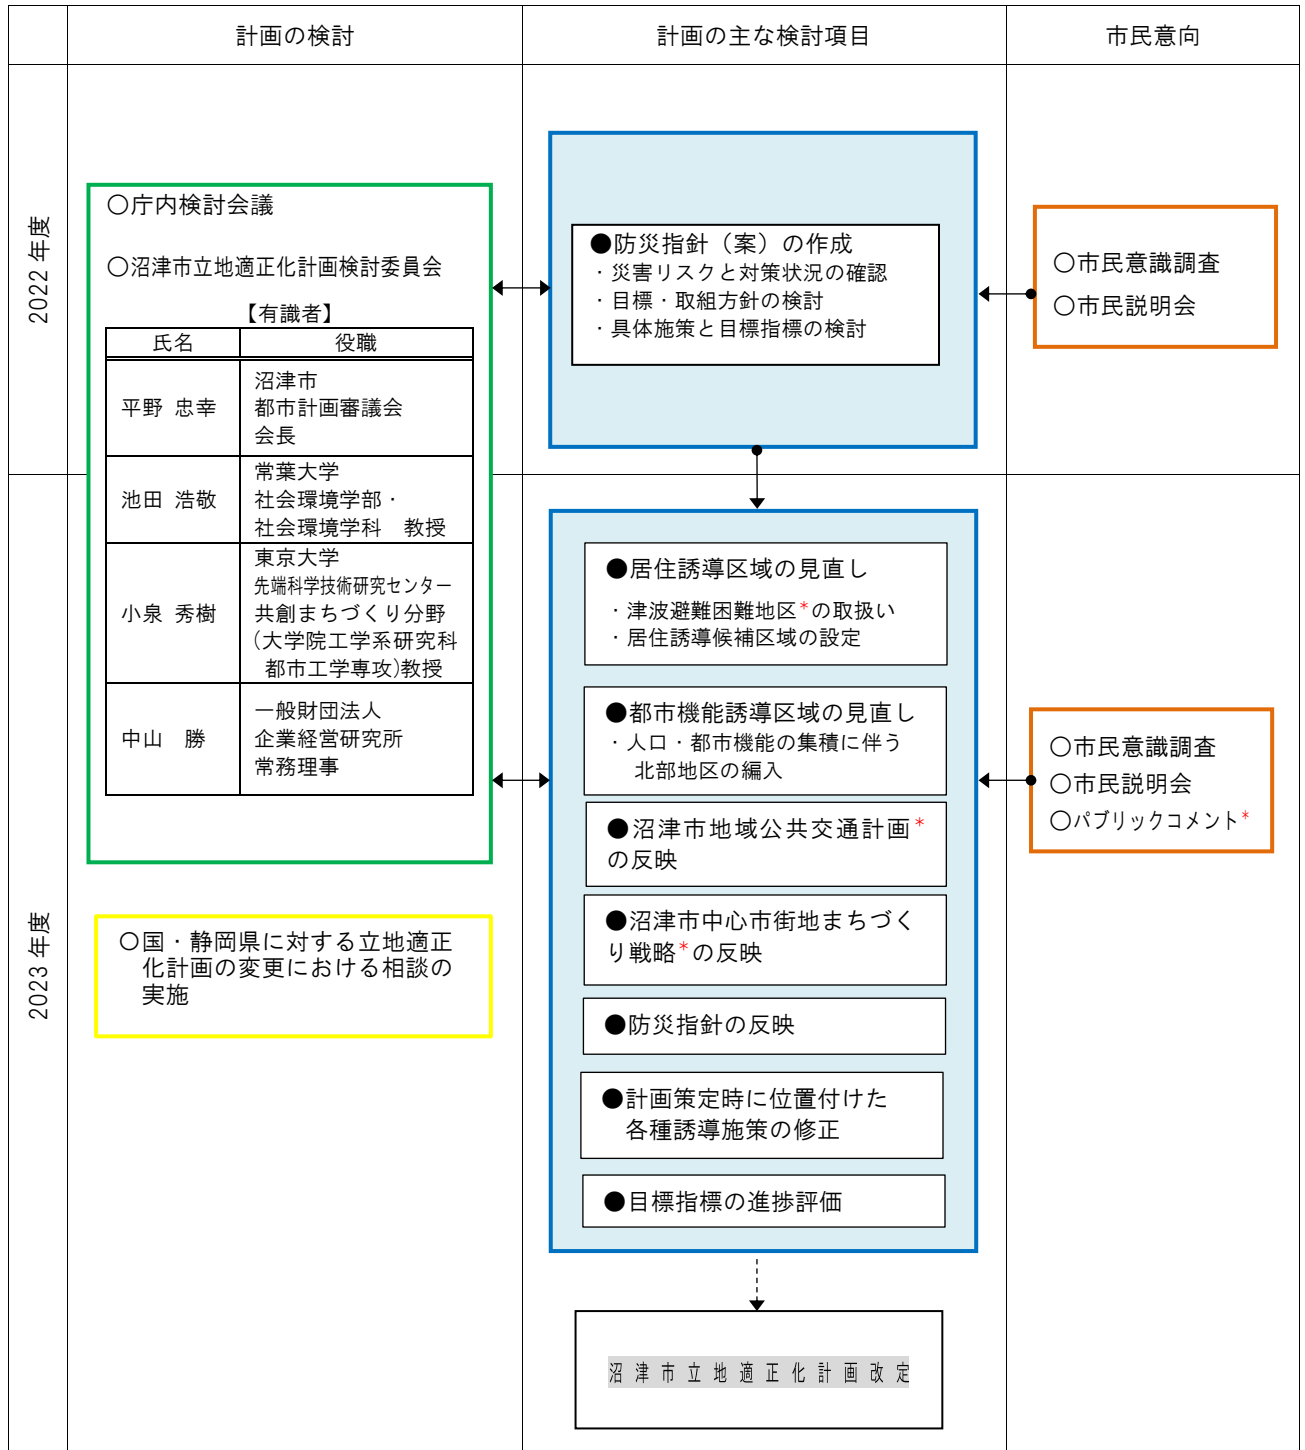 計画の検討
計画の主な検討項目
市民意向
2022 年度
○庁内検討会議
○沼津市立地適正化計画検討委員会
【有識者】
氏名
役職
平野 忠幸
沼津市
都市計画審議会
会長
池田 浩敬
常葉大学
社会環境学部・
社会環境学科 教授
小泉 秀樹
東京大学
先端科学技術研究センター
共創まちづくり分野
(大学院工学系研究科
都市工学専攻)教授
中山 勝
一般財団法人
企業経営研究所
常務理事
●防災指針（案）の作成
・災害リスクと対策状況の確認
・目標・取組方針の検討
・具体施策と目標指標の検討
○市民意識調査
○市民説明会
2023 年度
○国・静岡県に対する立地適正
化計画の変更における相談の
実施
●居住誘導区域の見直し
・津波避難困難地区*の取扱い
・居住誘導候補区域の設定
●都市機能誘導区域の見直し
・人口・都市機能の集積に伴う
北部地区の編入
●沼津市地域公共交通計画*
の反映
●沼津市中心市街地まちづく
り戦略*の反映
●防災指針の反映
●計画策定時に位置付けた
各種誘導施策の修正
●目標指標の進捗評価
○市民意識調査
○市民説明会
○パブリックコメント*
沼津市立地適正化計画改定